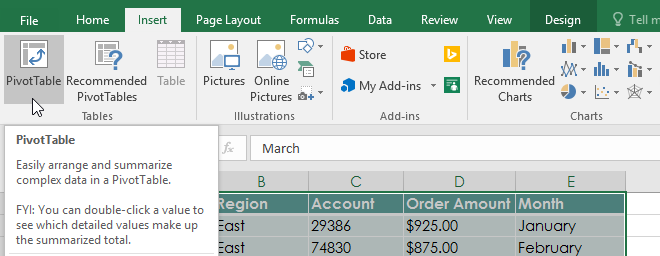 File Home Insert Page Layout Formulas Data Review View Design Tell me
PivotTable Recommended PivotTables Table
Tables
Pictures Online Pictures
Illustrations
Store
My Add-ins
Add-ins
Recommended Charts
Charts
PivotTable
Easily arrange and summarize
complex data in a PivotTable.
FYI: You can double-click a value to
see which detailed values make up
the summarized total.
fx March
B C D E
Region Account Order Amount Month
East 29386 $925.00 January
East 74830 $875.00 February